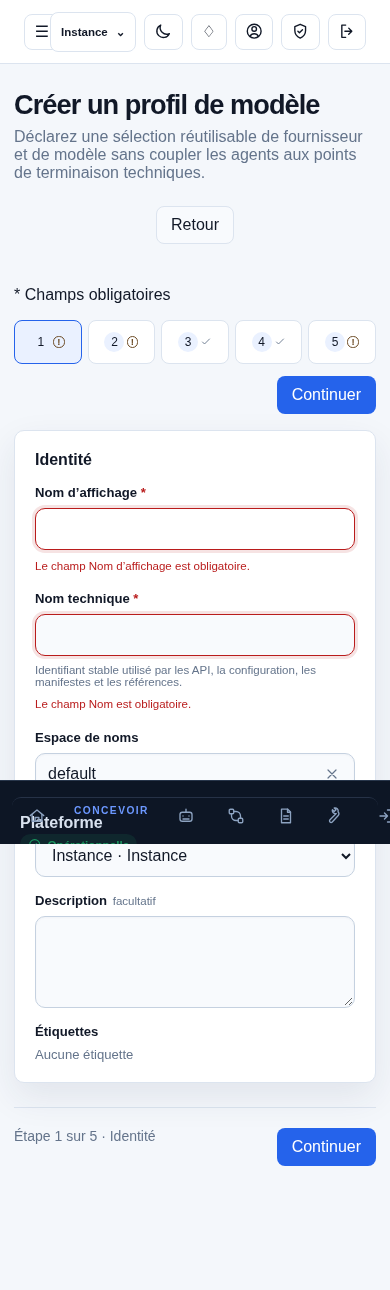 Instance
Créer un profil de modèle
Déclarez une sélection réutilisable de fournisseur
et de modèle sans coupler les agents aux points
de terminaison techniques.
Retour
* Champs obligatoires
1 2 3 4 5
Continuer
Identité
Nom d’affichage *
Le champ Nom d’affichage est obligatoire.
Nom technique *
Identifiant stable utilisé par les API, la configuration, les
manifestes et les références.
Le champ Nom est obligatoire.
Espace de noms
default
CONCEVOIR
Plateforme
Opérationnelle
Instance · Instance
Description facultatif
Étiquettes
Aucune étiquette
Étape 1 sur 5 · Identité
Continuer